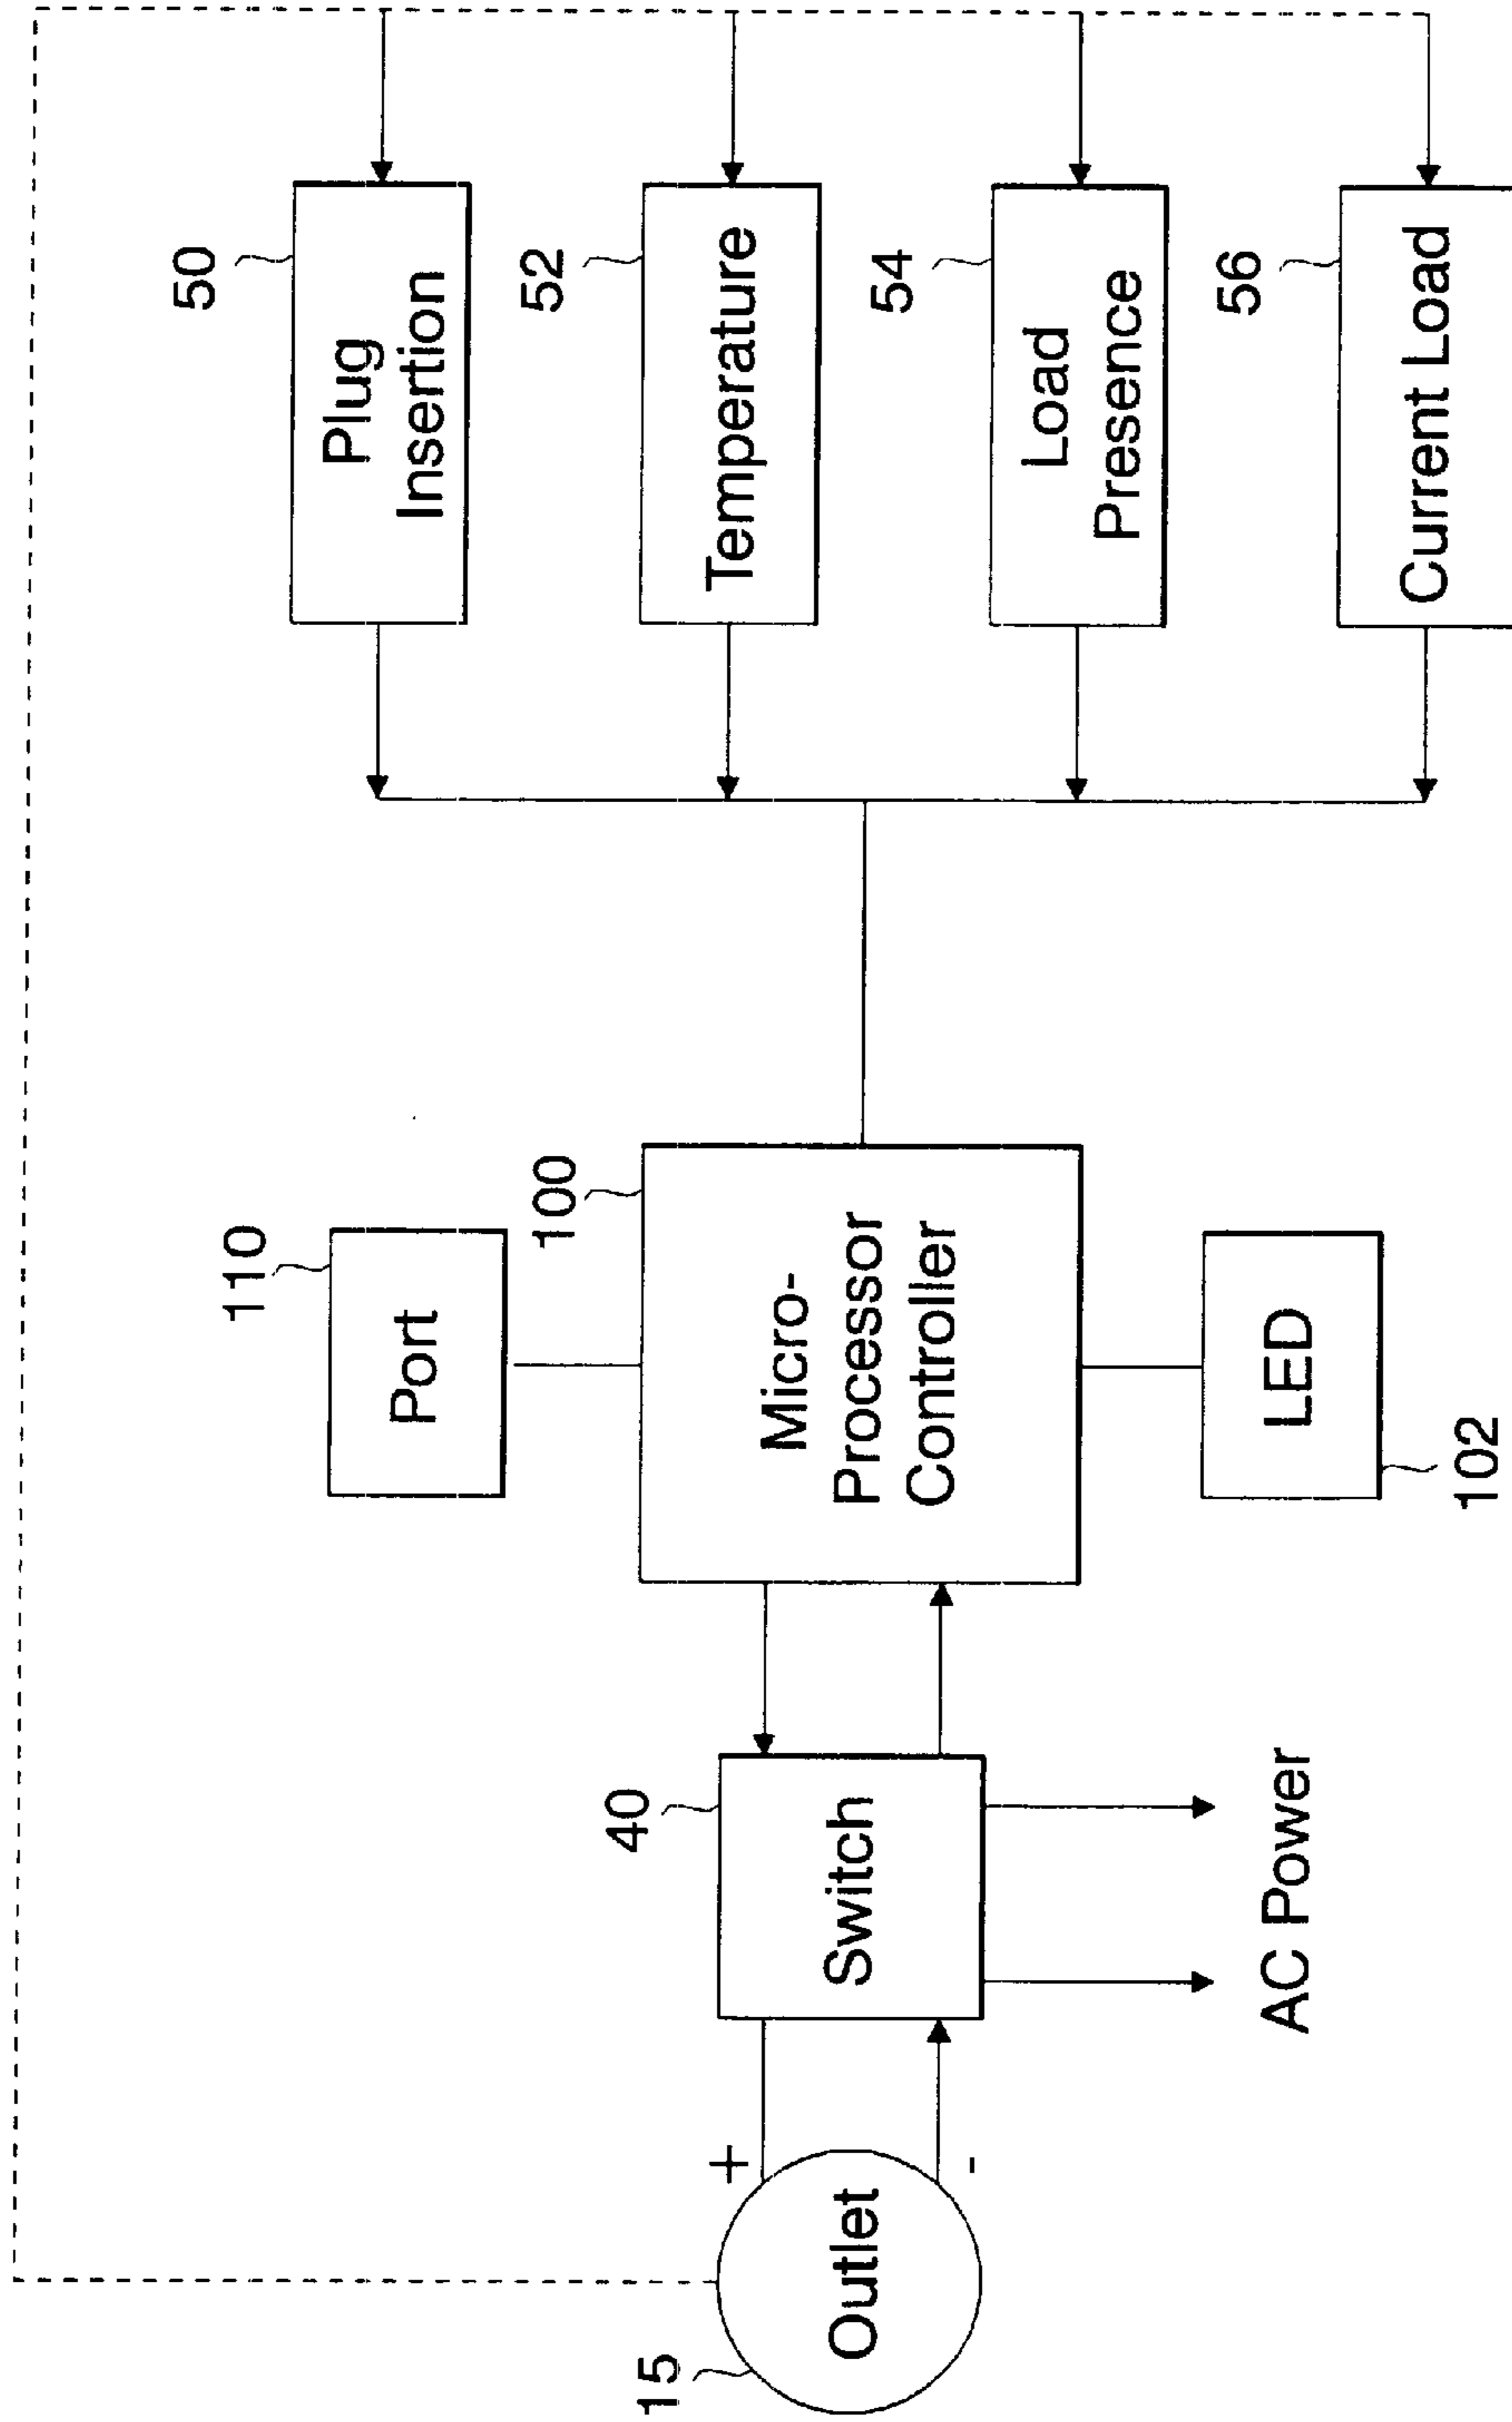 50
Plug
Insertion
52
Temperature
54
Load
Presence
56
Current Load
110
Port
100
Micro-
Processor
Controller
LED
102
40
Switch
AC Power
+
-
15
Outlet